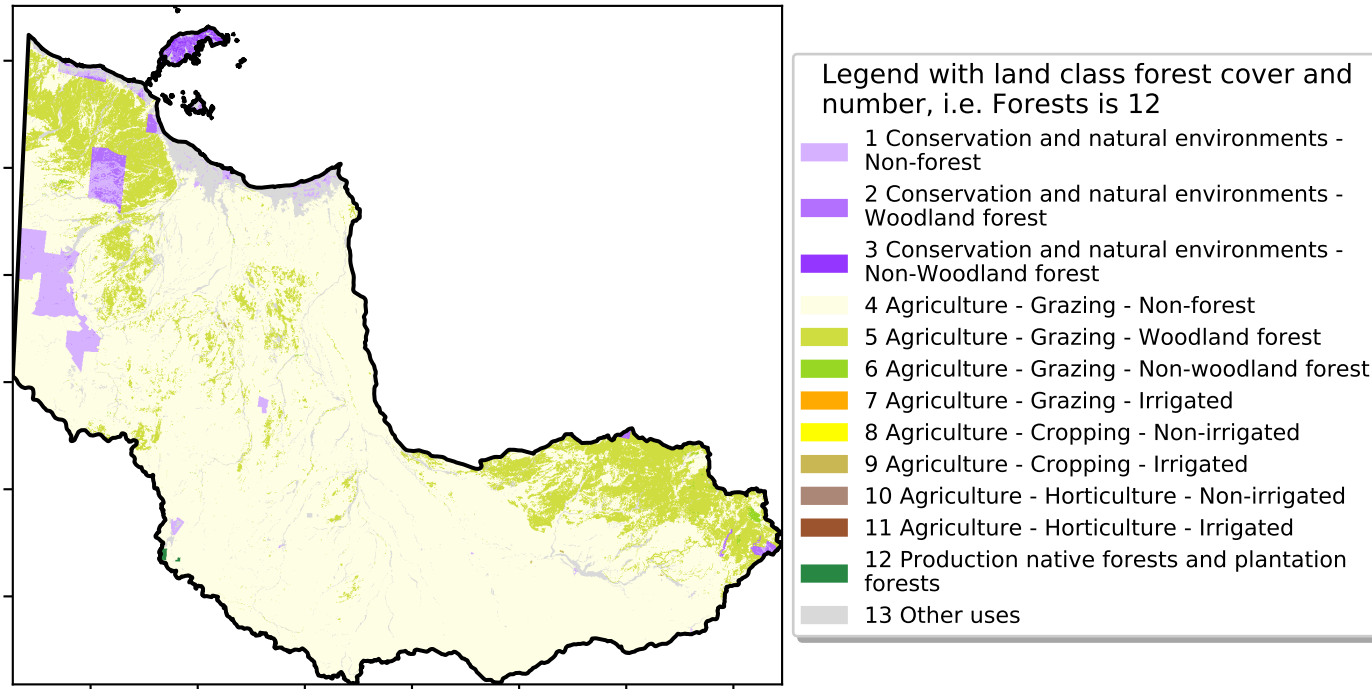 Legend with land class forest cover and
number, i.e. Forests is 12
1 Conservation and natural environments -
Non-forest
2 Conservation and natural environments -
Woodland forest
3 Conservation and natural environments -
Non-Woodland forest
4 Agriculture - Grazing - Non-forest
5 Agriculture - Grazing - Woodland forest
6 Agriculture - Grazing - Non-woodland forest
7 Agriculture - Grazing - Irrigated
8 Agriculture - Cropping - Non-irrigated
9 Agriculture - Cropping - Irrigated
10 Agriculture - Horticulture - Non-irrigated
11 Agriculture - Horticulture - Irrigated
12 Production native forests and plantation
forests
13 Other uses